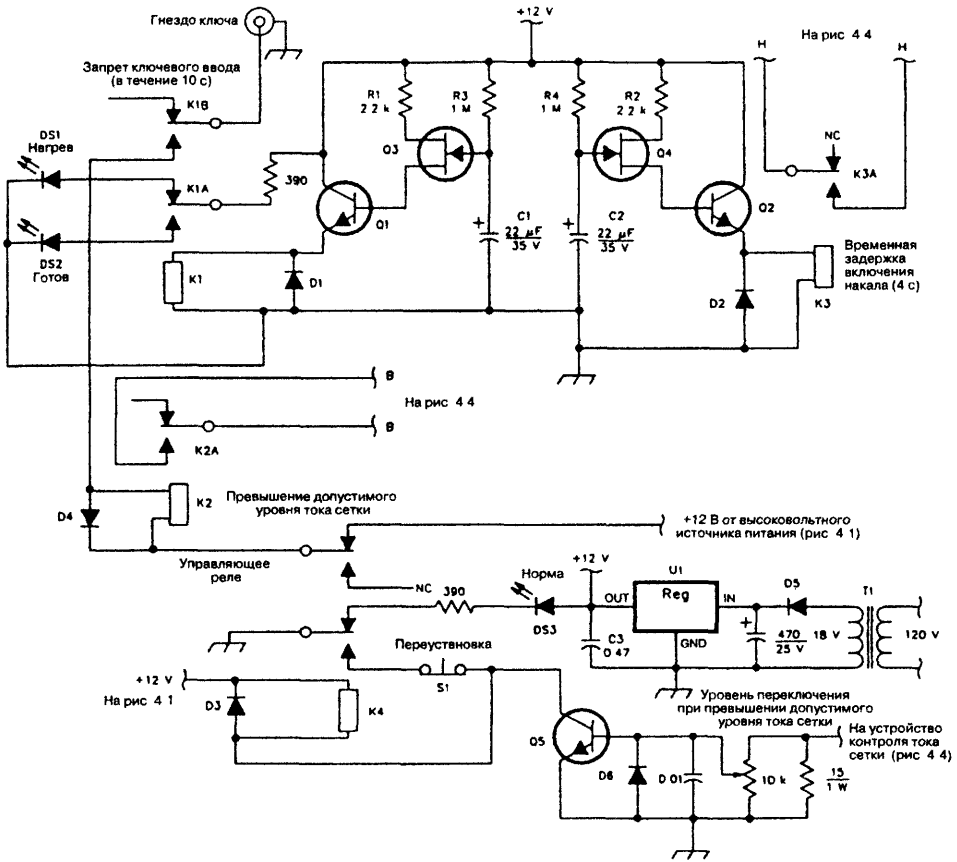 Гнездо ключа
+12 V
На рис 4 4
H
H
Запрет ключевого ввода
(в течение 10 с)
K1B
R1
2 2 k
R3
1 M
R4
1 M
R2
2 2 k
DS1
Нагрев
Q3
Q4
NC
K3A
K1A
390
Q1
Q2
DS2
Готов
C1
22 µF
35 V
C2
22 µF
35 V
Временная
задержка
включения
накала (4 с)
K1
D1
D2
K3
B
На рис 4 4
B
K2A
K2
D4
Превышение допустимого
уровня тока сетки
+12 В от высоковольтного
источника питания (рис 4 1)
Управляющее
реле
NC
390
Норма
DS3
+12 V
OUT
U1
Reg
IN
GND
D5
T1
C3
0 47
470
25 V
18 V
120 V
Переустановка
S1
+12 V
На рис 4 1
D3
K4
Уровень переключения
при превышении допустимого
уровня тока сетки
На устройство
контроля тока
сетки (рис 4 4)
Q5
D6
0 01
10 k
15
1 W